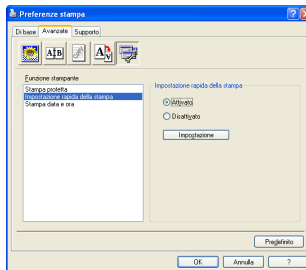 Preferenze stampa
Di base Avanzate Supporto
Funzione stampante
Stampa protetta
Impostazione rapida della stampa
Stampa data e ora
Impostazione rapida della stampa
Attivato
Disattivato
Impostazione
Predefinito
OK Annulla ?